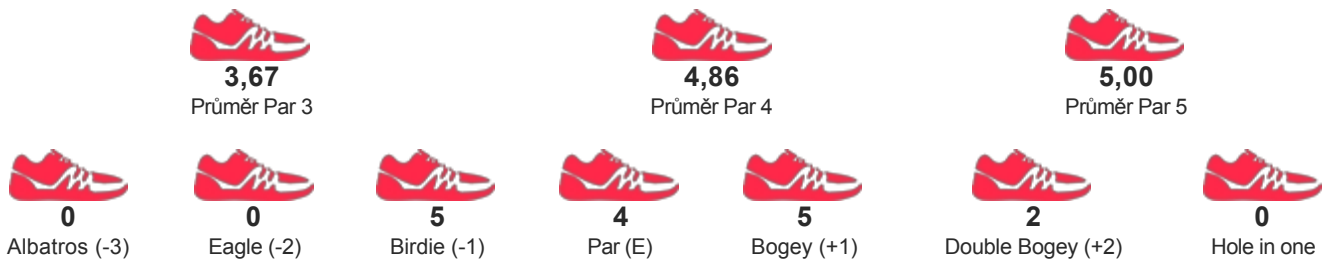 3,67 4,86 5,00
Průměr Par 3 Průměr Par 4 Průměr Par 5
0 0 5 4 5 2 0
Albatros (-3) Eagle (-2) Birdie (-1) Par (E) Bogey (+1) Double Bogey (+2) Hole in one